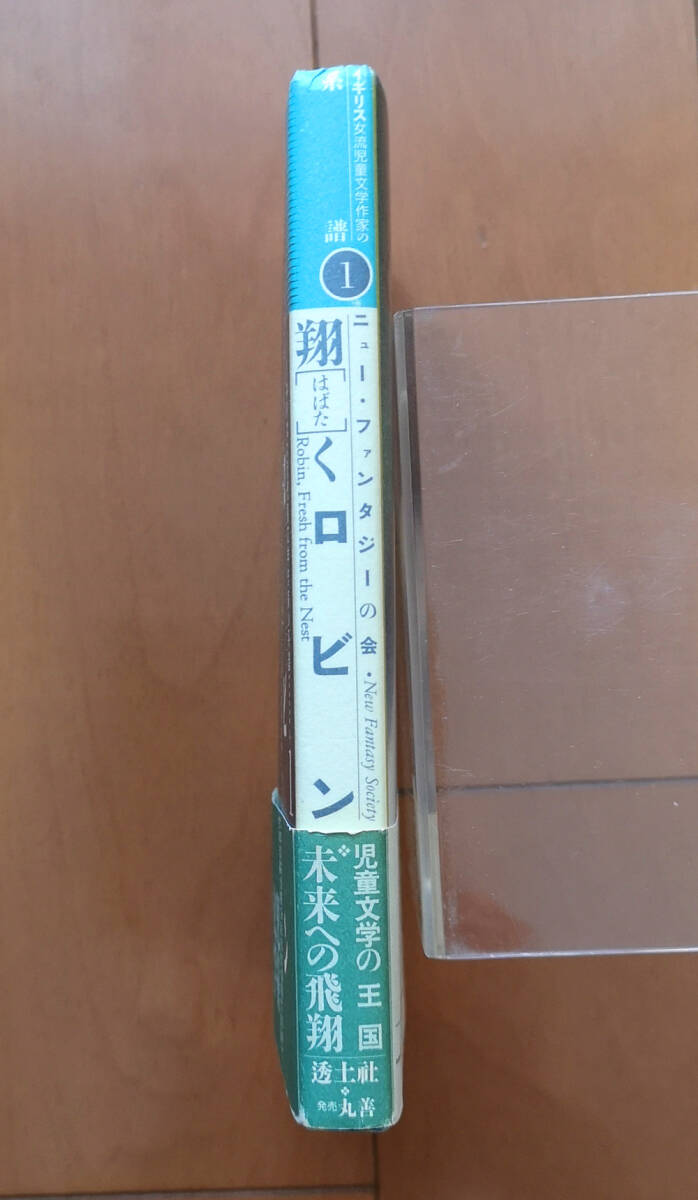 イギリス女流児童文学作家の
系譜
1
ニュー・ファンタジーの会・New Fantasy Society
翔[はばた]くロビン
Robin, Fresh from the Nest
児童文学の王国
未来への飛翔
透土社
発売 丸善